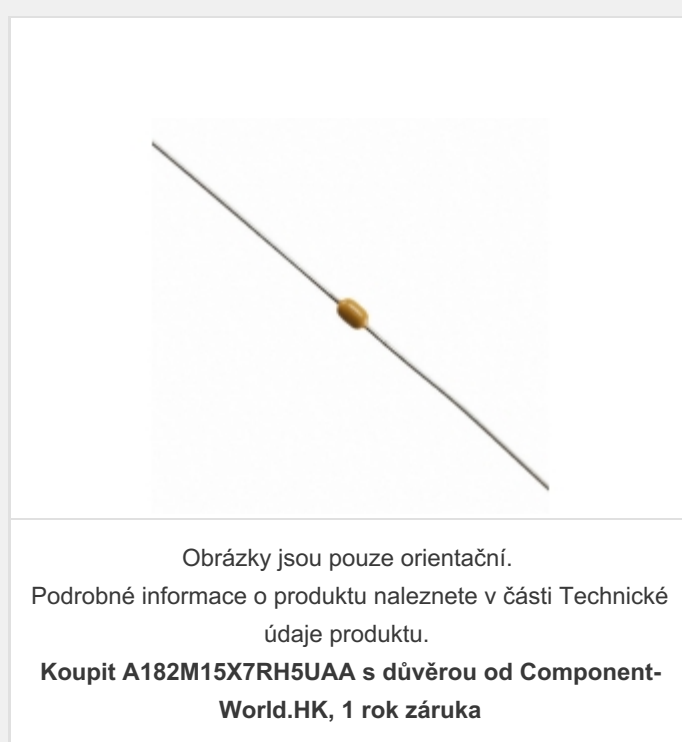 Obrázky jsou pouze orientační.
Podrobné informace o produktu naleznete v části Technické
údaje produktu.
Koupit A182M15X7RH5UAA s důvěrou od Component-
World.HK, 1 rok záruka